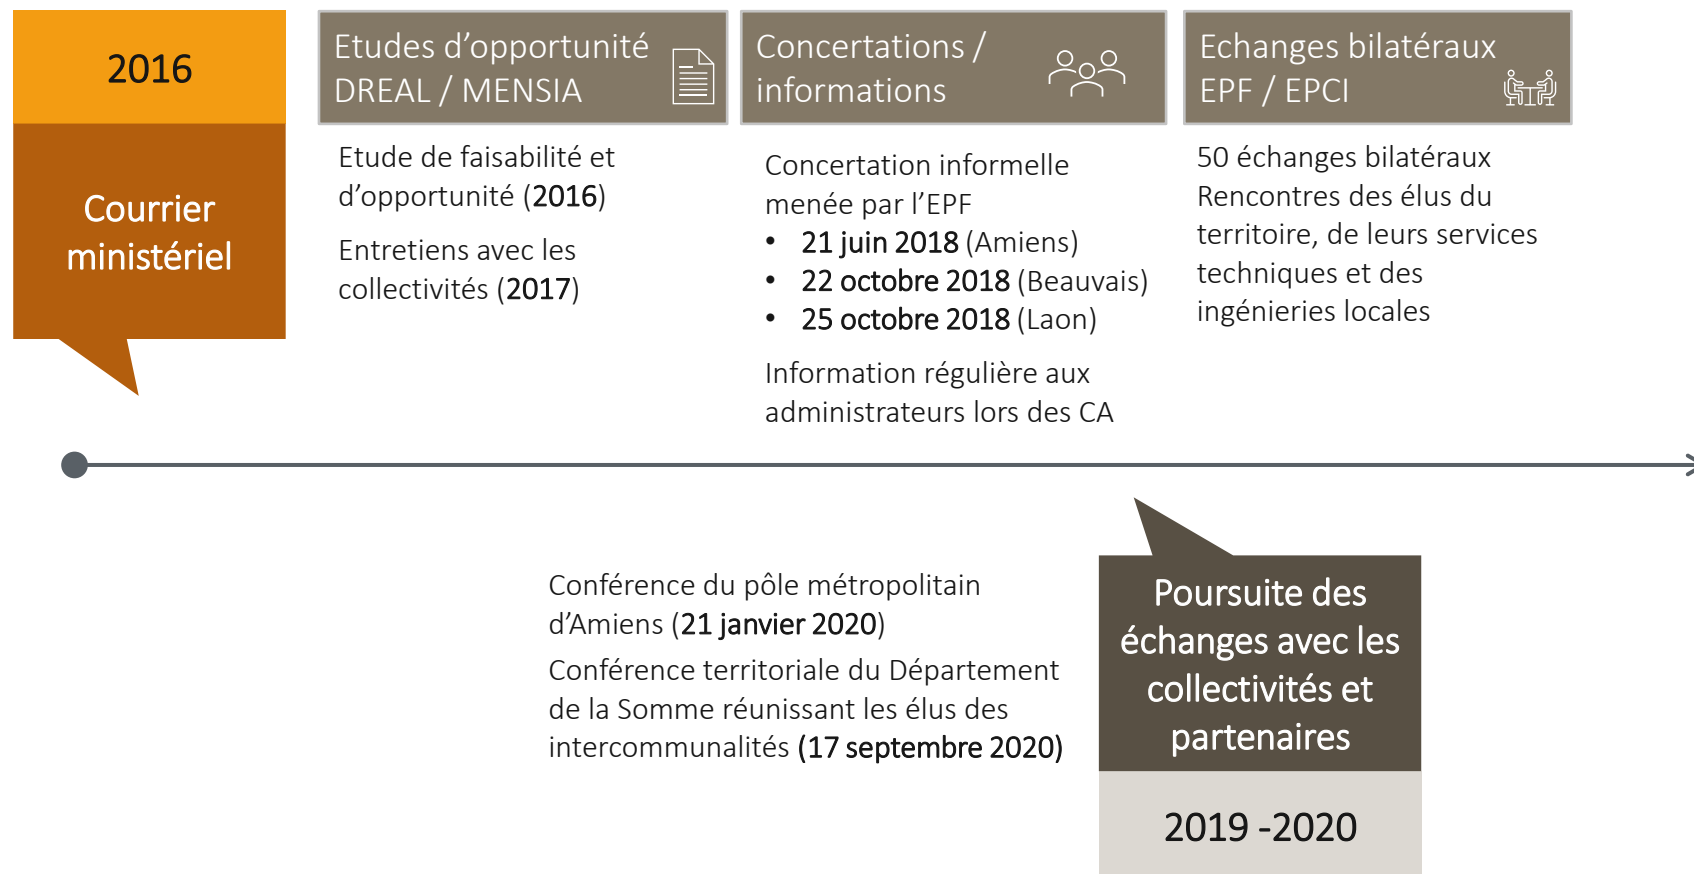 2016
Courrier
ministériel
Etudes d’opportunité
DREAL / MENSIA
Etude de faisabilité et
d’opportunité (2016)
Entretiens avec les
collectivités (2017)
Concertations /
informations
Concertation informelle
menée par l’EPF
• 21 juin 2018 (Amiens)
• 22 octobre 2018 (Beauvais)
• 25 octobre 2018 (Laon)
Information régulière aux
administrateurs lors des CA
Echanges bilatéraux
EPF / EPCI
50 échanges bilatéraux
Rencontres des élus du
territoire, de leurs services
techniques et des
ingénieries locales
Conférence du pôle métropolitain
d’Amiens (21 janvier 2020)
Conférence territoriale du Département
de la Somme réunissant les élus des
intercommunalités (17 septembre 2020)
Poursuite des
échanges avec les
collectivités et
partenaires
2019 -2020